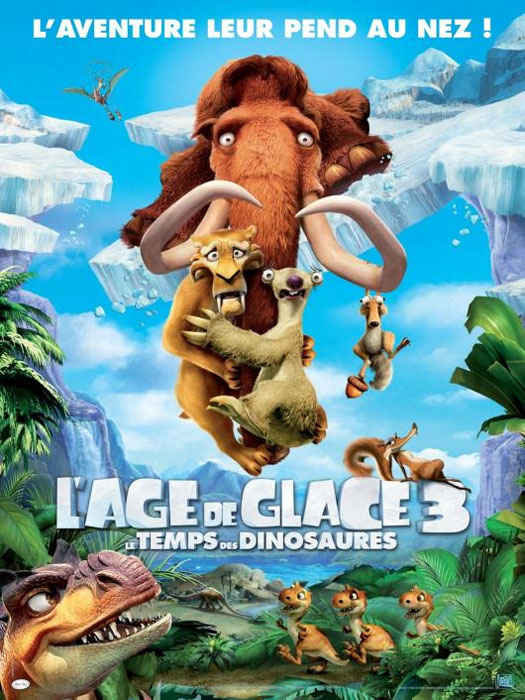 L'AVENTURE LEUR PEND AU NEZ !
L'AGE DE GLACE 3
LE TEMPS DES DINOSAURES